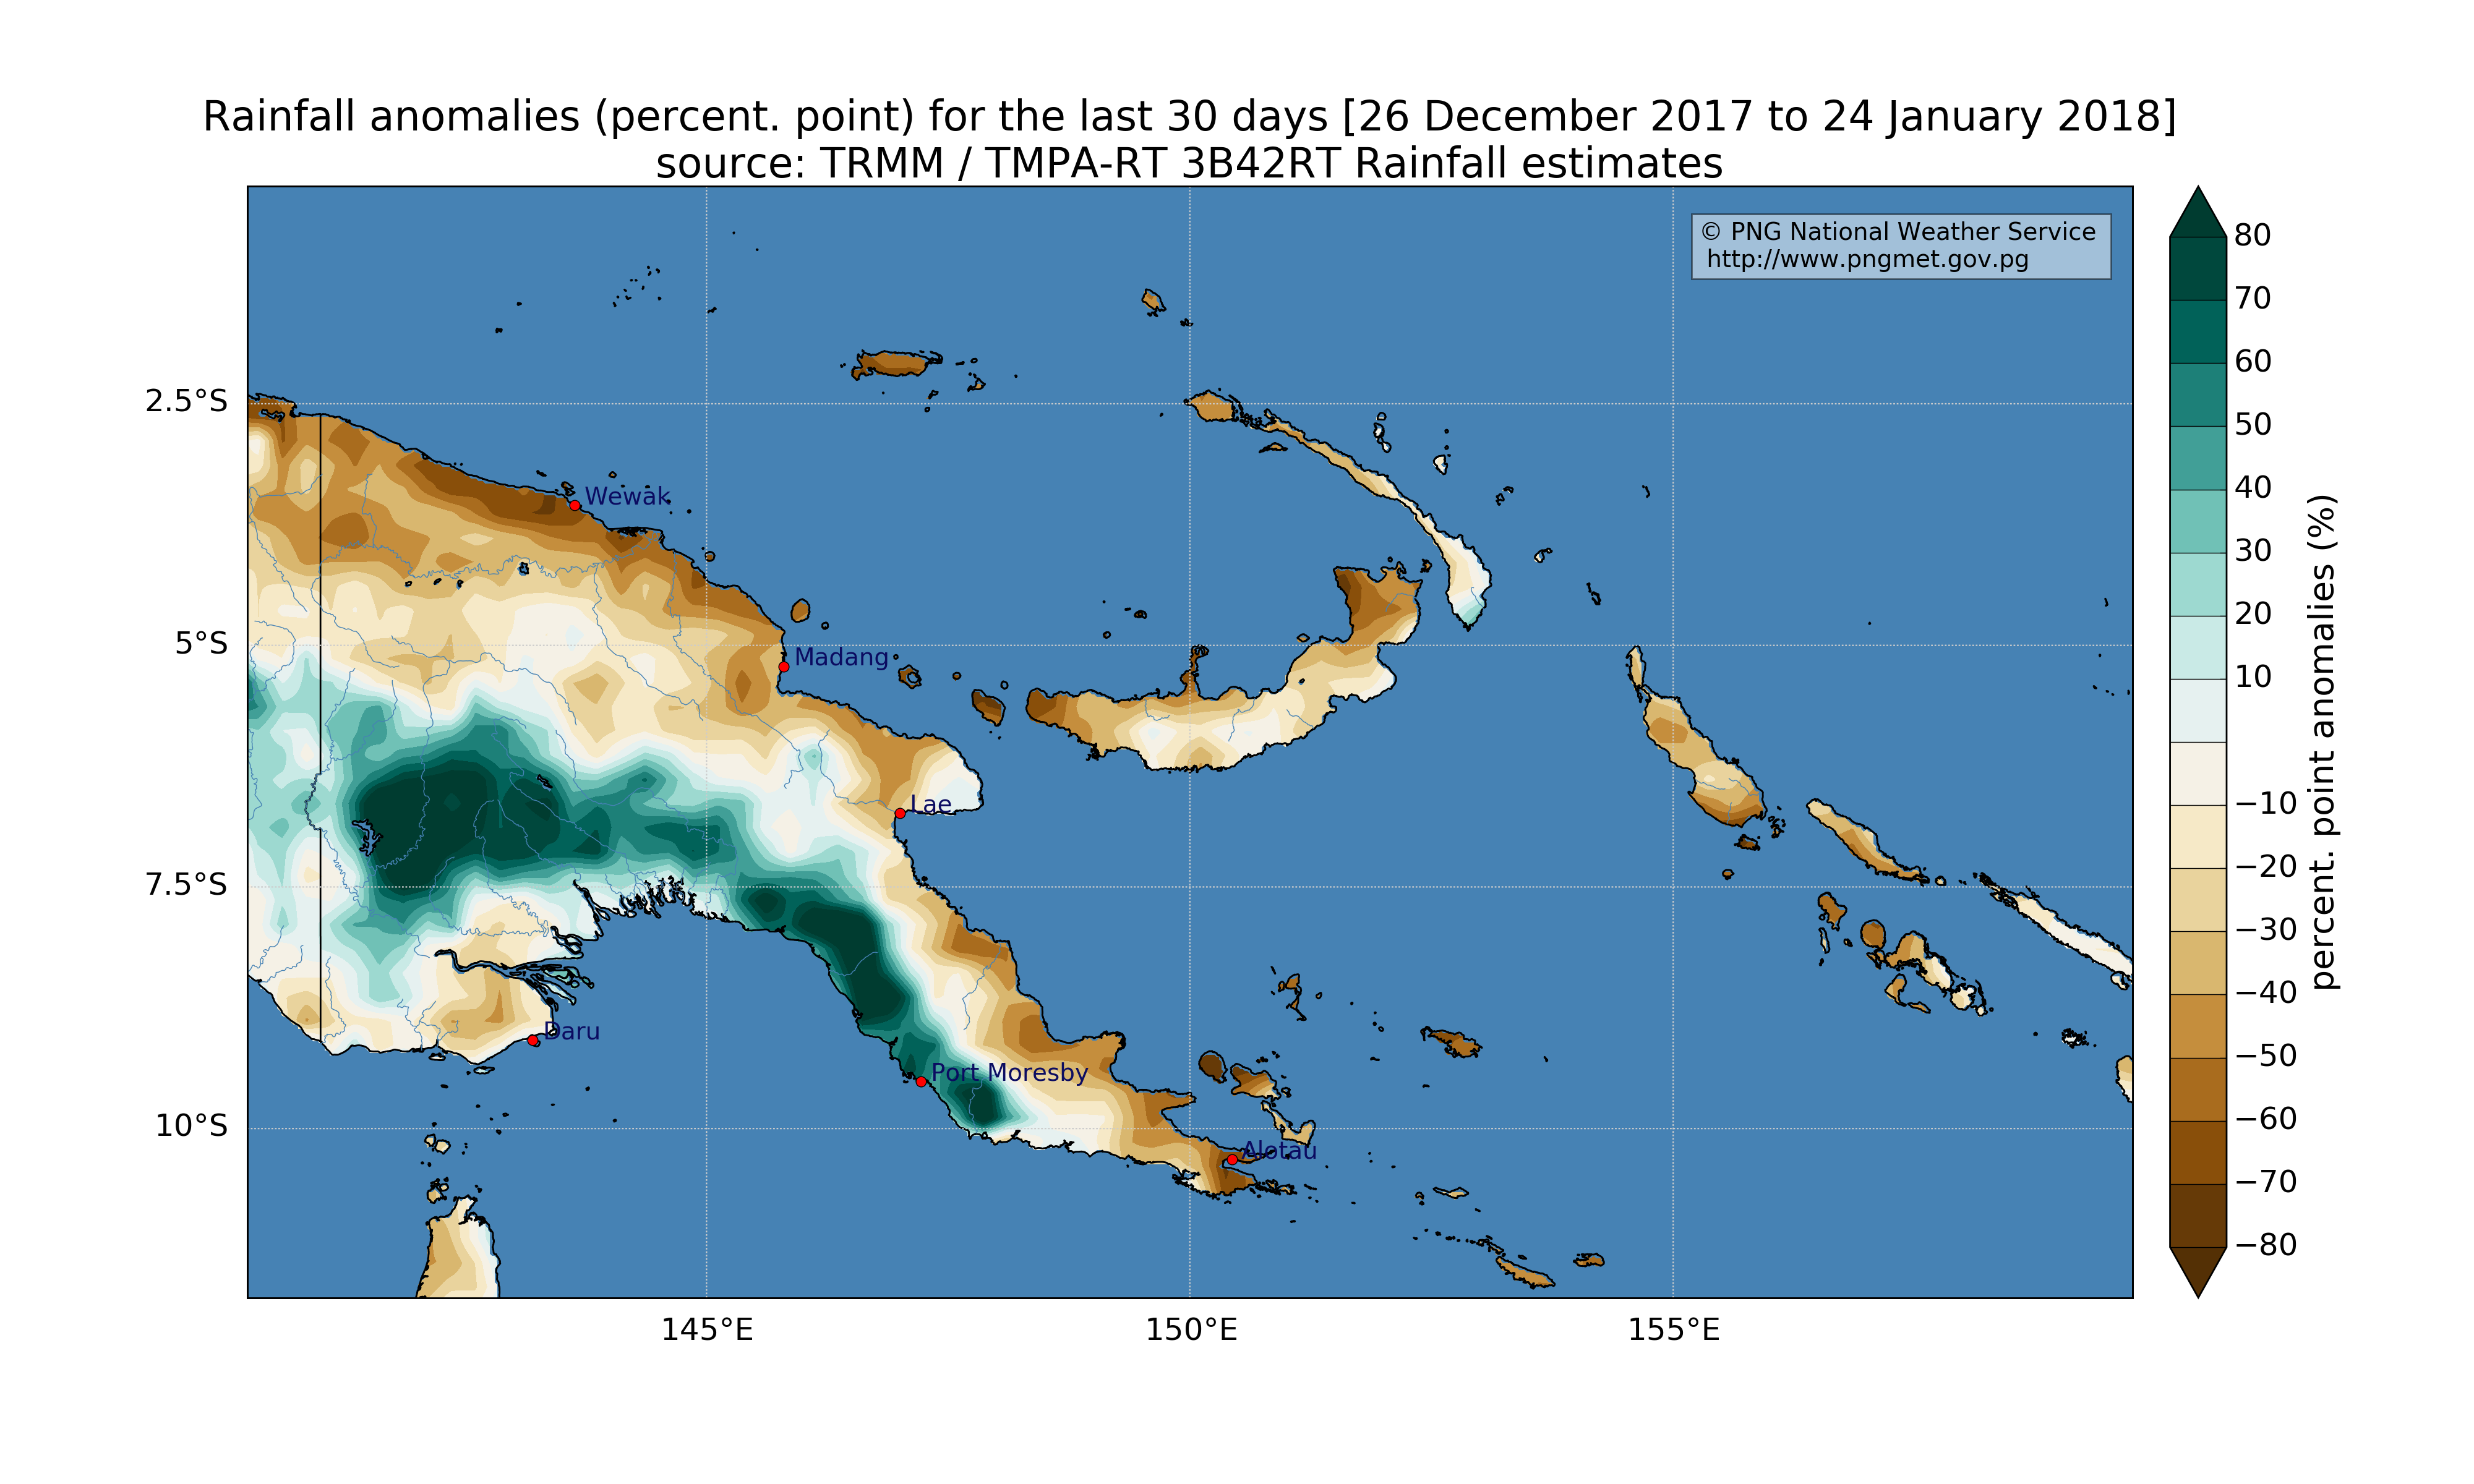 Rainfall anomalies (percent. point) for the last 30 days [26 December 2017 to 24 January 2018]
source: TRMM / TMPA-RT 3B42RT Rainfall estimates
© PNG National Weather Service
http://www.pngmet.gov.pg
2.5°S
5°S
7.5°S
10°S
Wewak
Madang
Lae
Daru
Port Moresby
Alotau
145°E
150°E
155°E
80
70
60
50
40
30
20
10
−10
−20
−30
−40
−50
−60
−70
−80
percent. point anomalies (%)